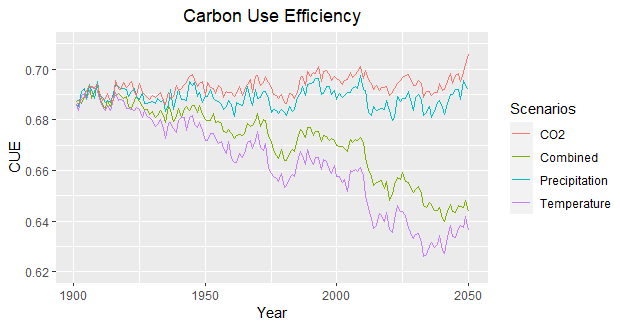 Carbon Use Efficiency
0.70
0.68
0.66
0.64
0.62
CUE
1900
1950
2000
2050
Year
Scenarios
CO2
Combined
Precipitation
Temperature